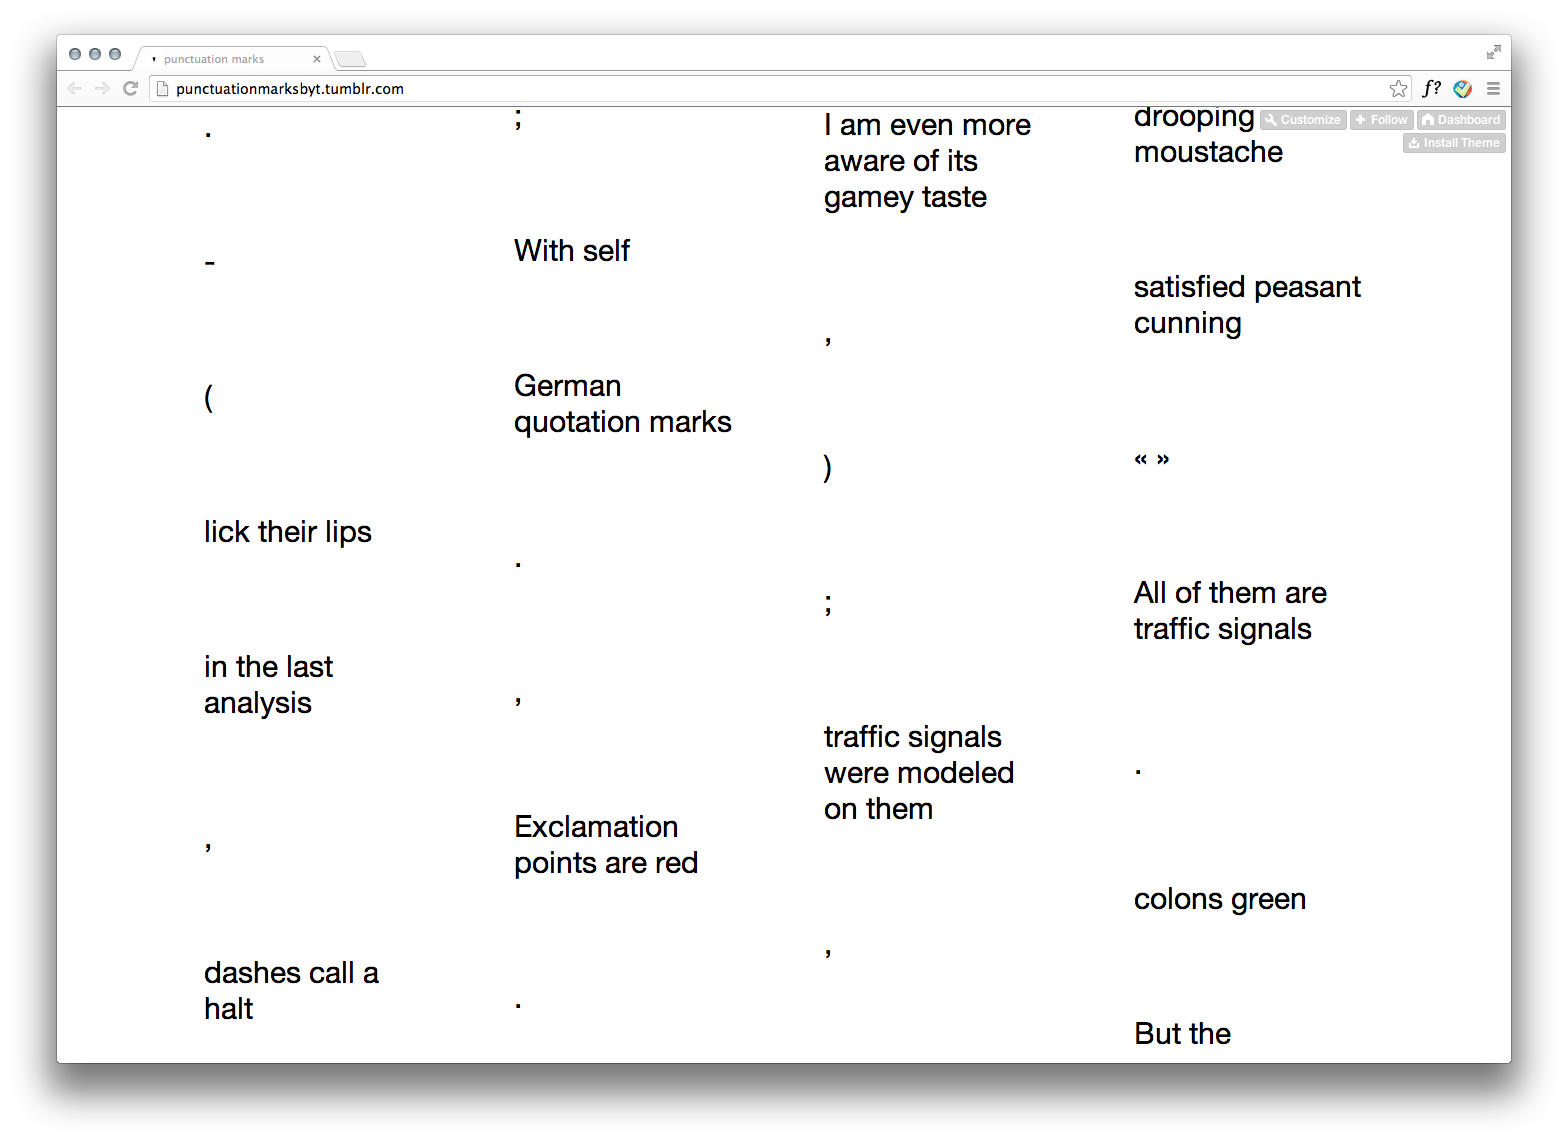 punctuation marks
punctuationmarksbyt.tumblr.com
f?
Customize
Follow
Dashboard
Install Theme
drooping
moustache
;
I am even more
aware of its
gamey taste
.
With self
-
satisfied peasant
cunning
,
German
quotation marks
(
« »
)
lick their lips
.
All of them are
traffic signals
;
in the last
analysis
,
traffic signals
were modeled
on them
.
Exclamation
points are red
,
colons green
,
dashes call a
halt
.
But the